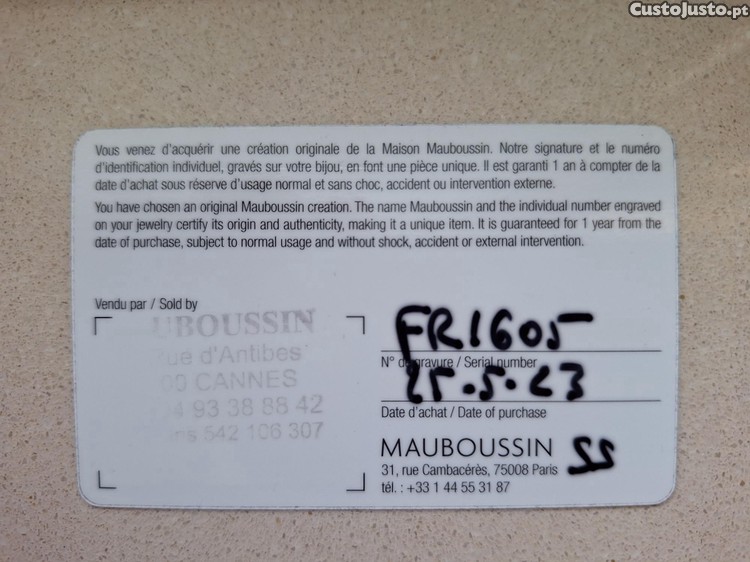 CustoJusto.pt
Vous venez d'acquérir une création originale de la Maison Mauboussin. Notre signature et le numéro
d'identification individuel, gravés sur votre bijou, en font une pièce unique. Il est garanti 1 an à compter de la
date d'achat sous réserve d'usage normal et sans choc, accident ou intervention externe.
You have chosen an original Mauboussin creation. The name Mauboussin and the individual number engraved
on your jewelry certify its origin and authenticity, making it a unique item. It is guaranteed for 1 year from the
date of purchase, subject to normal usage and without shock, accident or external intervention.
Vendu par / Sold by
UBOUSSIN
ue d'Antibes
00 CANNES
4 93 38 88 42
ns 542 106 307
FR1605
N° de gravure / Serial number
25.5.23
Date d'achat / Date of purchase
MAUBOUSSIN
31, rue Cambacérès, 75008 Paris
tél. : +33 1 44 55 31 87